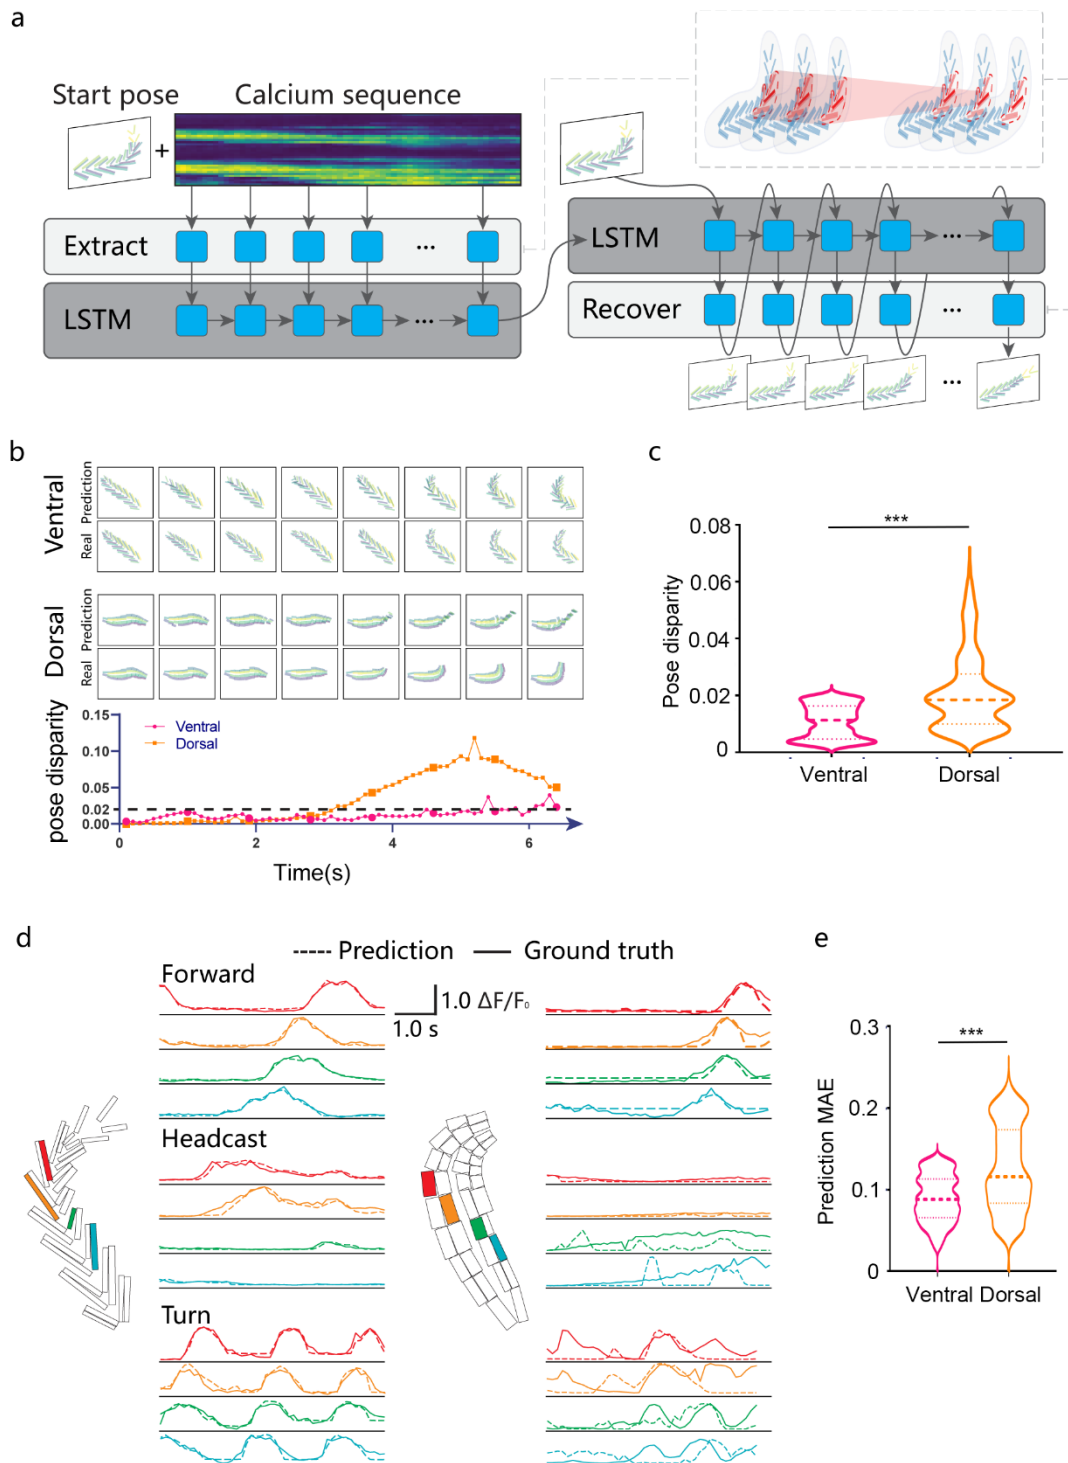 a
Start pose
Calcium sequence
+
Extract
...
LSTM
...
LSTM
...
Recover
...
...
b
Ventral
Prediction
Real
Dorsal
Prediction
Real
pose disparity
0.15
0.10
0.05
0.02
0.00
Ventral
Dorsal
0 2 4 6
Time(s)
c
Pose disparity
0.08
0.06
0.04
0.02
0
***
Ventral Dorsal
d
Prediction Ground truth
Forward
1.0 ΔF/F₀
1.0 s
Headcast
Turn
e
Prediction MAE
0.3
0.2
0.1
0
***
Ventral Dorsal